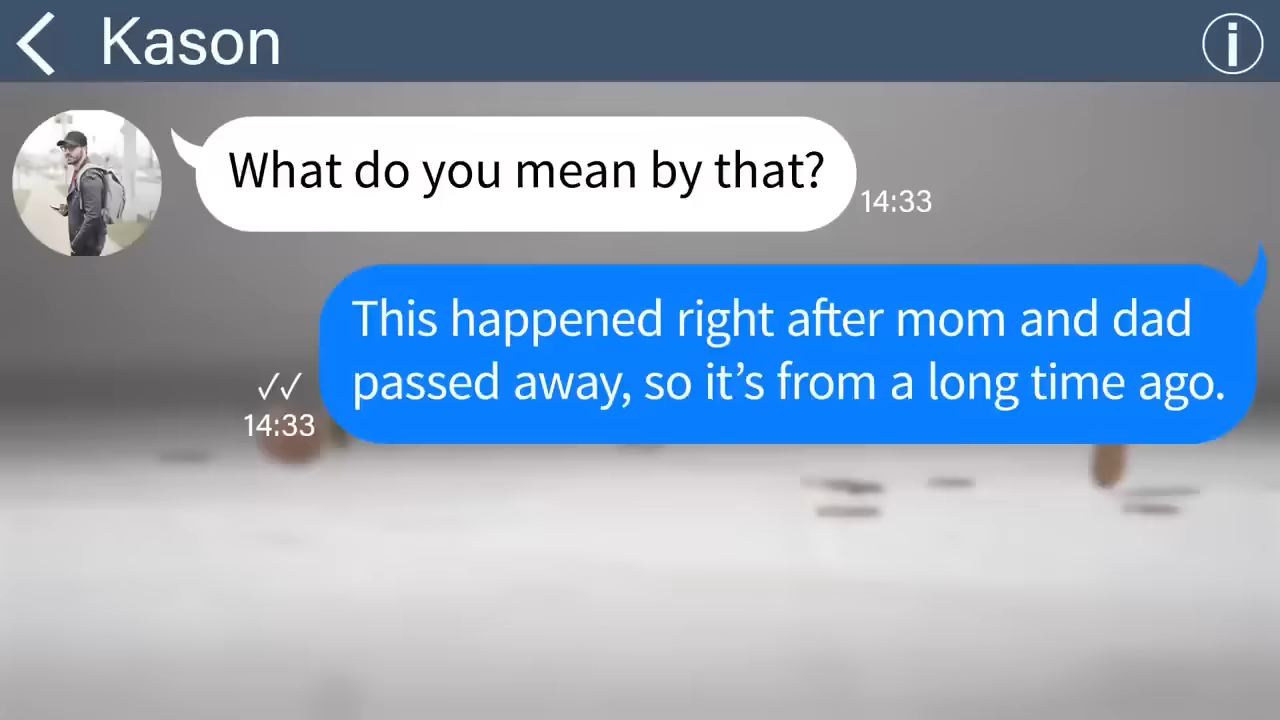 Kason
What do you mean by that?
14:33
This happened right after mom and dad
passed away, so it’s from a long time ago.
✓✓
14:33